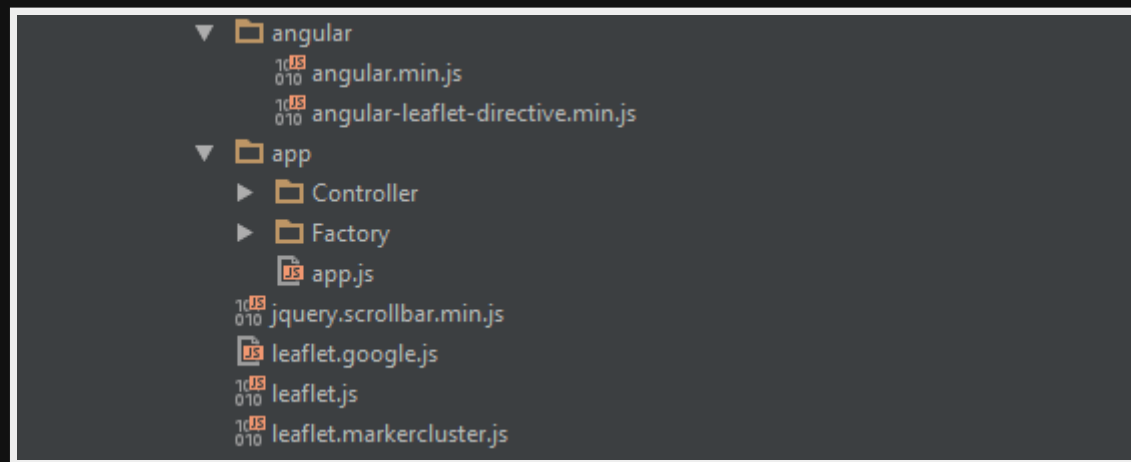 angular
angular.min.js
angular-leaflet-directive.min.js
app
Controller
Factory
app.js
jquery.scrollbar.min.js
leaflet.google.js
leaflet.js
leaflet.markercluster.js